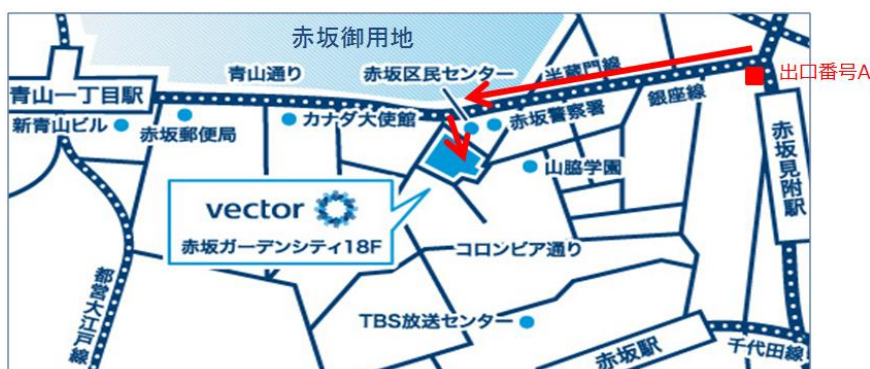 赤坂御用地
青山通り
赤坂区民センター
半蔵門線
出口番号A
青山一丁目駅
銀座線
新青山ビル
赤坂郵便局
カナダ大使館
赤坂警察署
赤坂見附駅
山脇学園
vector
赤坂ガーデンシティ18F
コロンビア通り
都営大江戸線
TBS放送センター
赤坂駅
千代田線